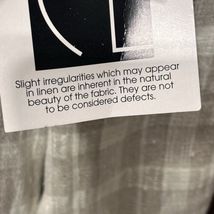 Slight irregularities which may appear
in linen are inherent in the natural
beauty of the fabric. They are not
to be considered defects.